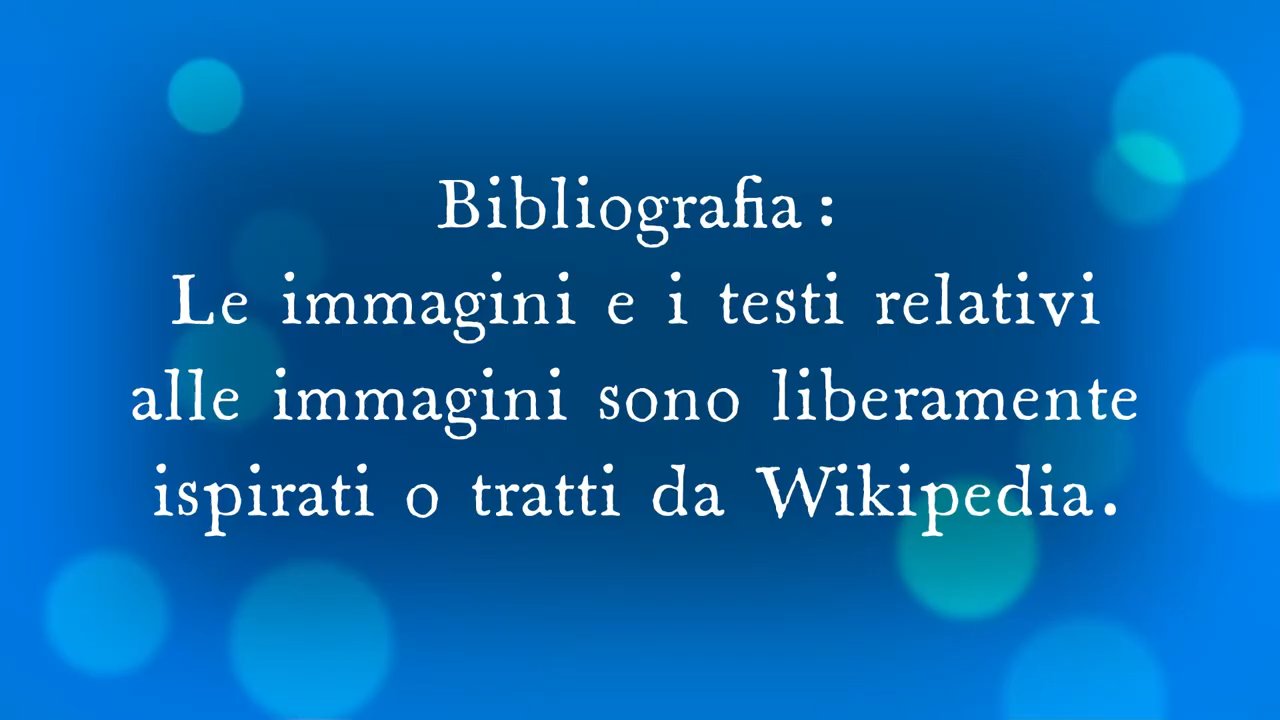 Bibliografia:
Le immagini e i testi relativi
alle immagini sono liberamente
ispirati o tratti da Wikipedia.